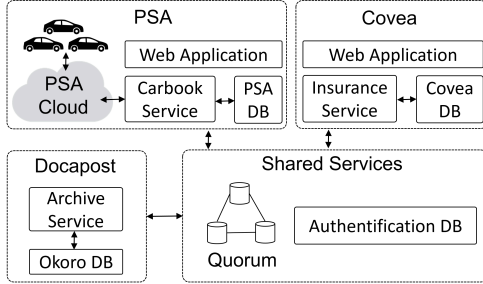 PSA
Web Application
PSA
Cloud
Carbook
Service
PSA
DB
Covea
Web Application
Insurance
Service
Covea
DB
Docapost
Archive
Service
Okoro DB
Shared Services
Quorum
Authentification DB